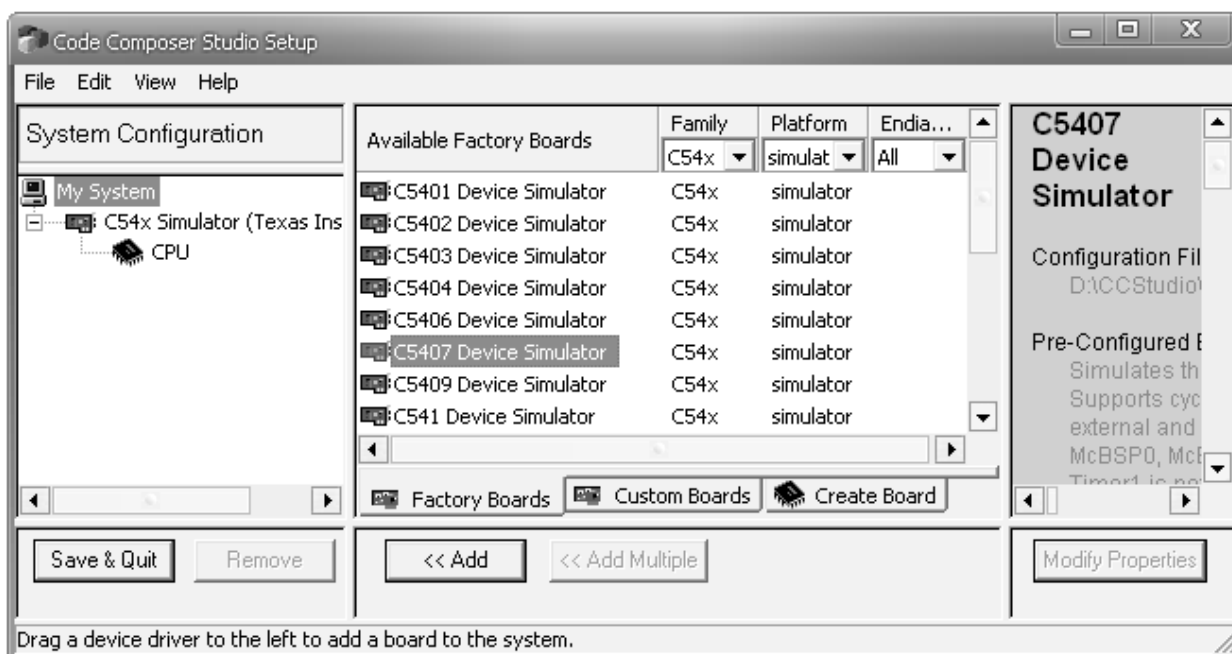 Code Composer Studio Setup
File Edit View Help
System Configuration
My System
C54x Simulator (Texas Ins
CPU
Available Factory Boards Family Platform Endia...
C54x simulat All
C5401 Device Simulator C54x simulator
C5402 Device Simulator C54x simulator
C5403 Device Simulator C54x simulator
C5404 Device Simulator C54x simulator
C5406 Device Simulator C54x simulator
C5407 Device Simulator C54x simulator
C5409 Device Simulator C54x simulator
C541 Device Simulator C54x simulator
Factory Boards Custom Boards Create Board
C5407
Device
Simulator
Configuration Fil
D:\CCStudio\
Pre-Configured
Simulates th
Supports cyc
external and
McBSP0, McB
Timer1 is no
Save & Quit Remove << Add << Add Multiple Modify Properties
Drag a device driver to the left to add a board to the system.